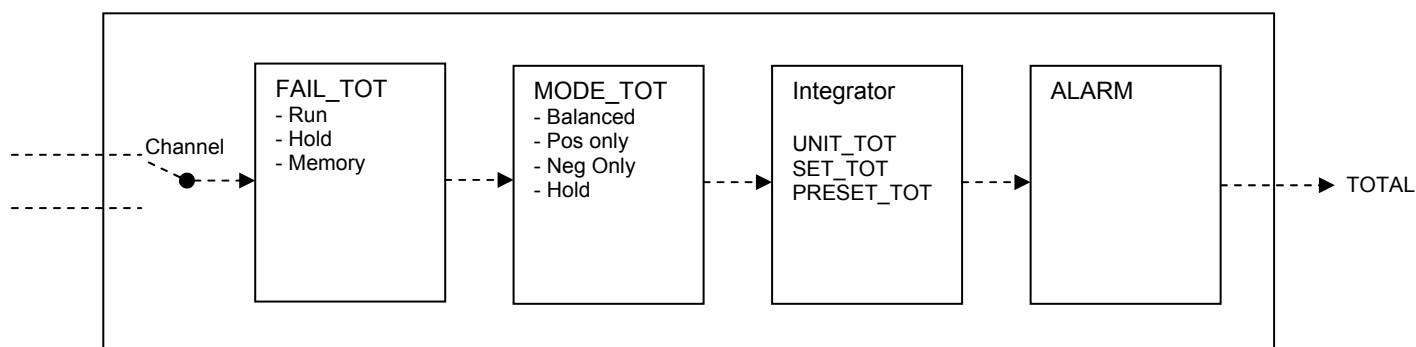 Channel
FAIL_TOT
- Run
- Hold
- Memory
MODE_TOT
- Balanced
- Pos only
- Neg Only
- Hold
Integrator
UNIT_TOT
SET_TOT
PRESET_TOT
ALARM
TOTAL